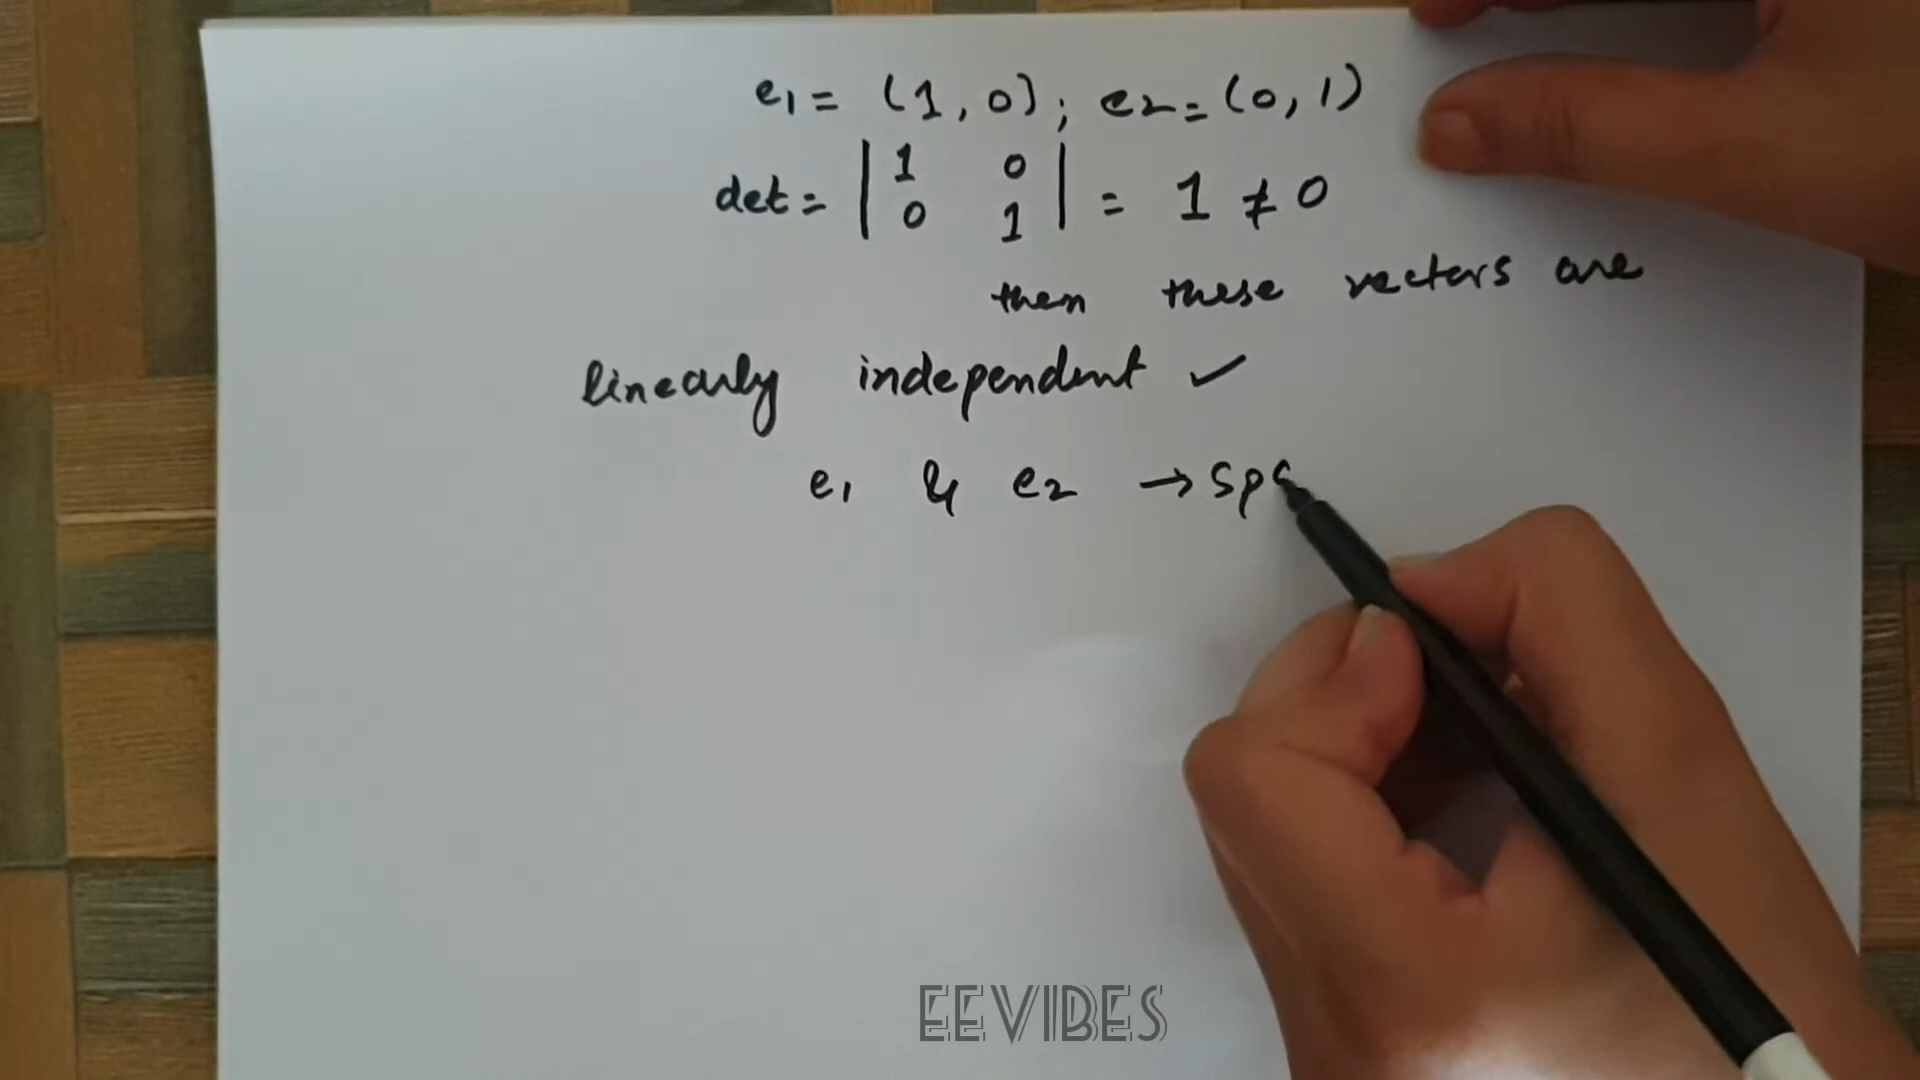 e1 = (1, 0); e2 = (0, 1)
det = | 1 0 | = 1 ≠ 0
| 0 1 |
then these vectors are
linearly independent ✓
e1 & e2 →
EEVIBES